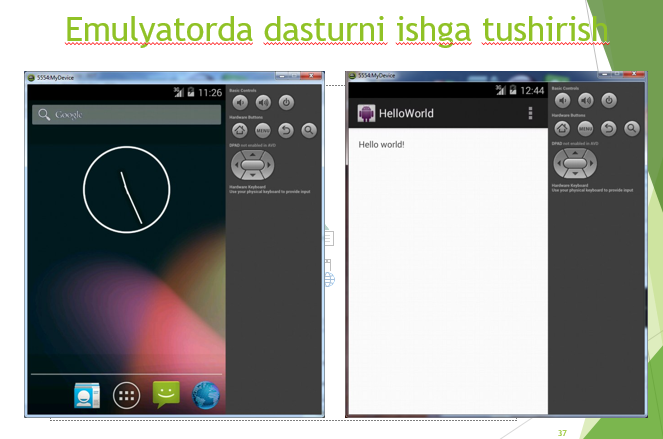 Emulyatorda dasturni ishga tushirish
5554:MyDevice
3G 11:26
Google
Basic Controls
Hardware Buttons
MENU
DPAD not enabled in AVD
Hardware Keyboard
Use your physical keyboard to provide input
5554:MyDevice
3G 12:44
HelloWorld
Hello world!
Basic Controls
Hardware Buttons
MENU
DPAD not enabled in AVD
Hardware Keyboard
Use your physical keyboard to provide input
37